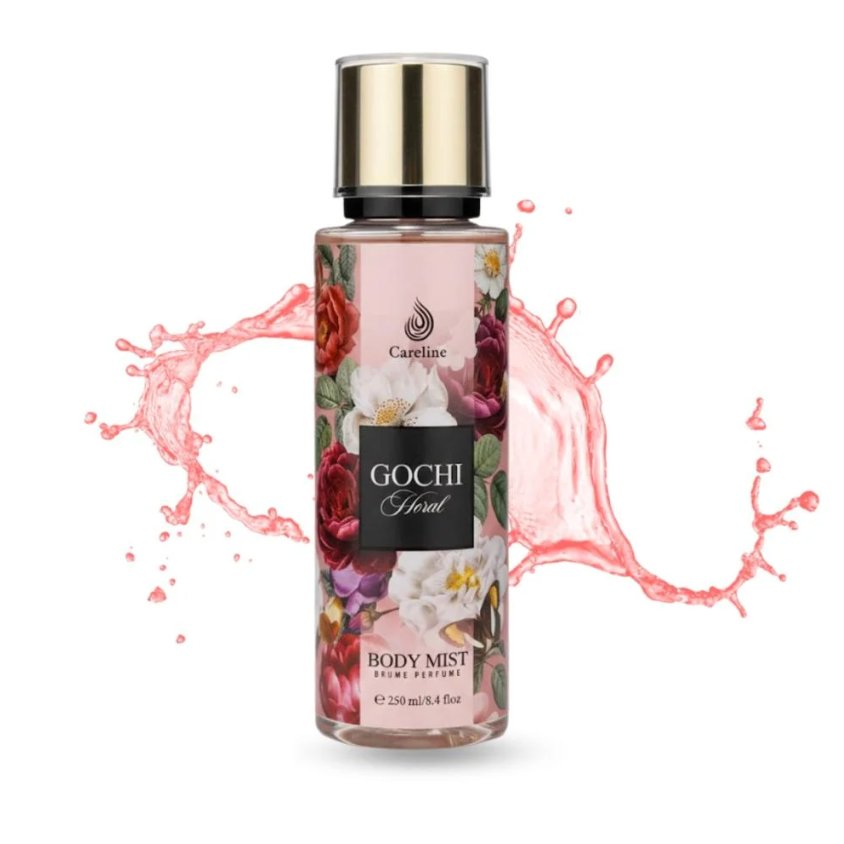 Careline
GOCHI
Floral
BODY MIST
BRUME PERFUME
℮ 250 ml/8.4 floz